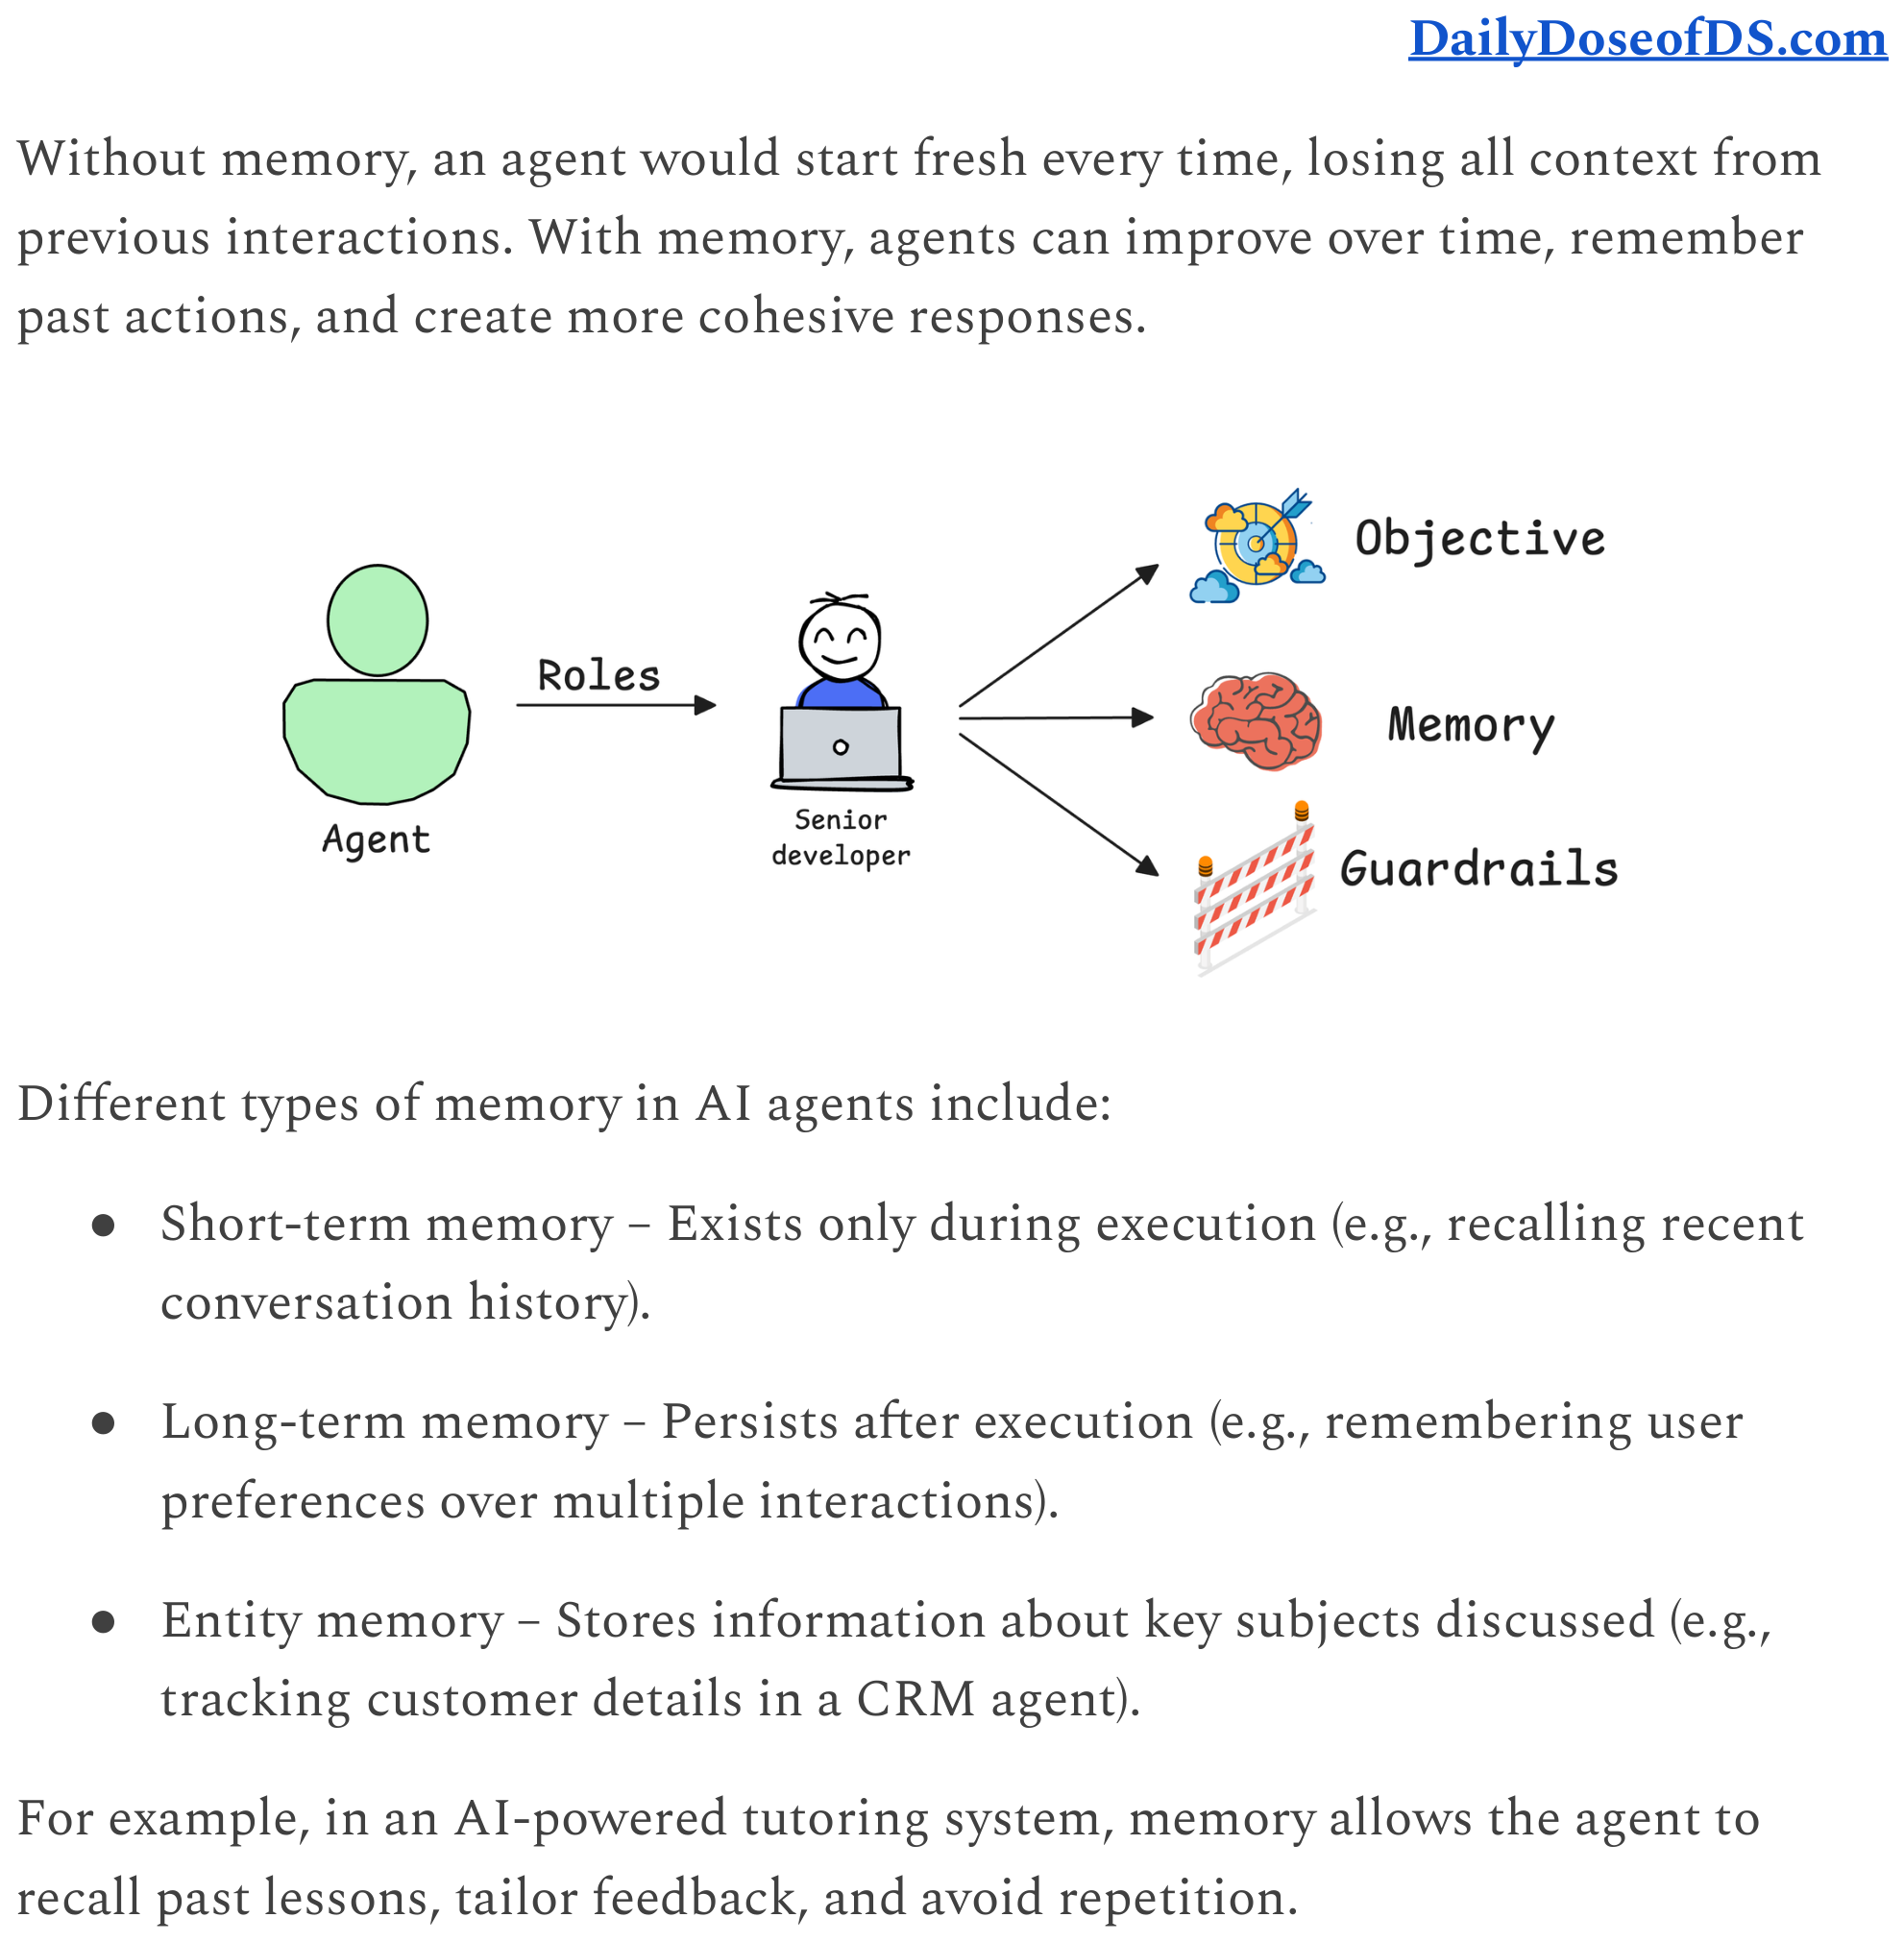 DailyDoseofDS.com
Without memory, an agent would start fresh every time, losing all context from
previous interactions. With memory, agents can improve over time, remember
past actions, and create more cohesive responses.
Objective
Roles
Memory
Senior
developer
Agent
Guardrails
Different types of memory in AI agents include:
● Short-term memory – Exists only during execution (e.g., recalling recent
conversation history).
● Long-term memory – Persists after execution (e.g., remembering user
preferences over multiple interactions).
● Entity memory – Stores information about key subjects discussed (e.g.,
tracking customer details in a CRM agent).
For example, in an AI-powered tutoring system, memory allows the agent to
recall past lessons, tailor feedback, and avoid repetition.